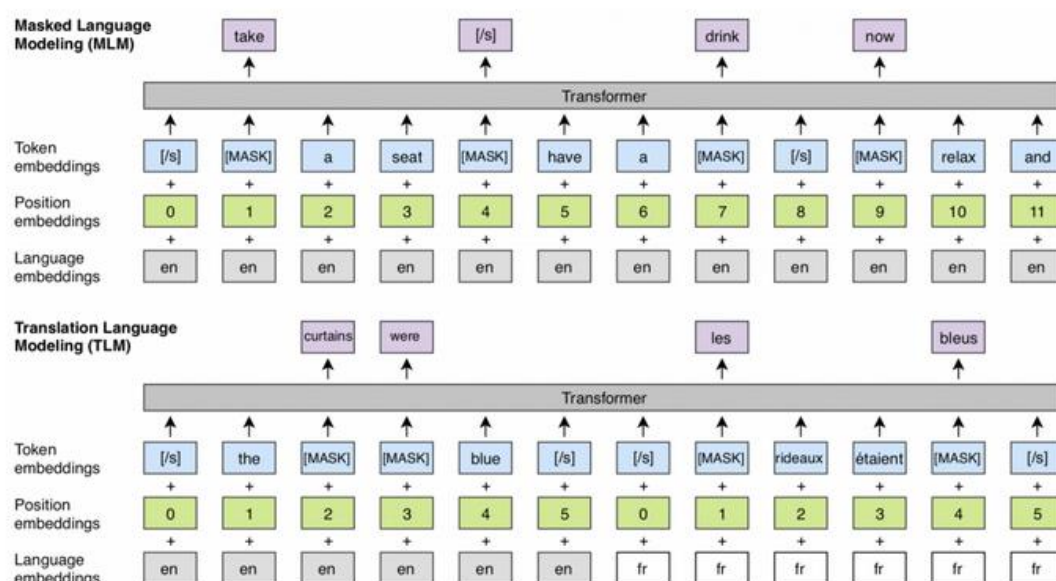 Masked Language
Modeling (MLM)
take [/s] drink now
Transformer
Token
embeddings
[/s] [MASK] a seat [MASK] have a [MASK] [/s] [MASK] relax and
+ + + + + + + + + + + +
Position
embeddings
0 1 2 3 4 5 6 7 8 9 10 11
+ + + + + + + + + + + +
Language
embeddings
en en en en en en en en en en en en
Translation Language
Modeling (TLM)
curtains were les bleus
Transformer
Token
embeddings
[/s] the [MASK] [MASK] blue [/s] [/s] [MASK] rideaux étaient [MASK] [/s]
+ + + + + + + + + + + +
Position
embeddings
0 1 2 3 4 5 0 1 2 3 4 5
+ + + + + + + + + + + +
Language
embeddings
en en en en en en fr fr fr fr fr fr